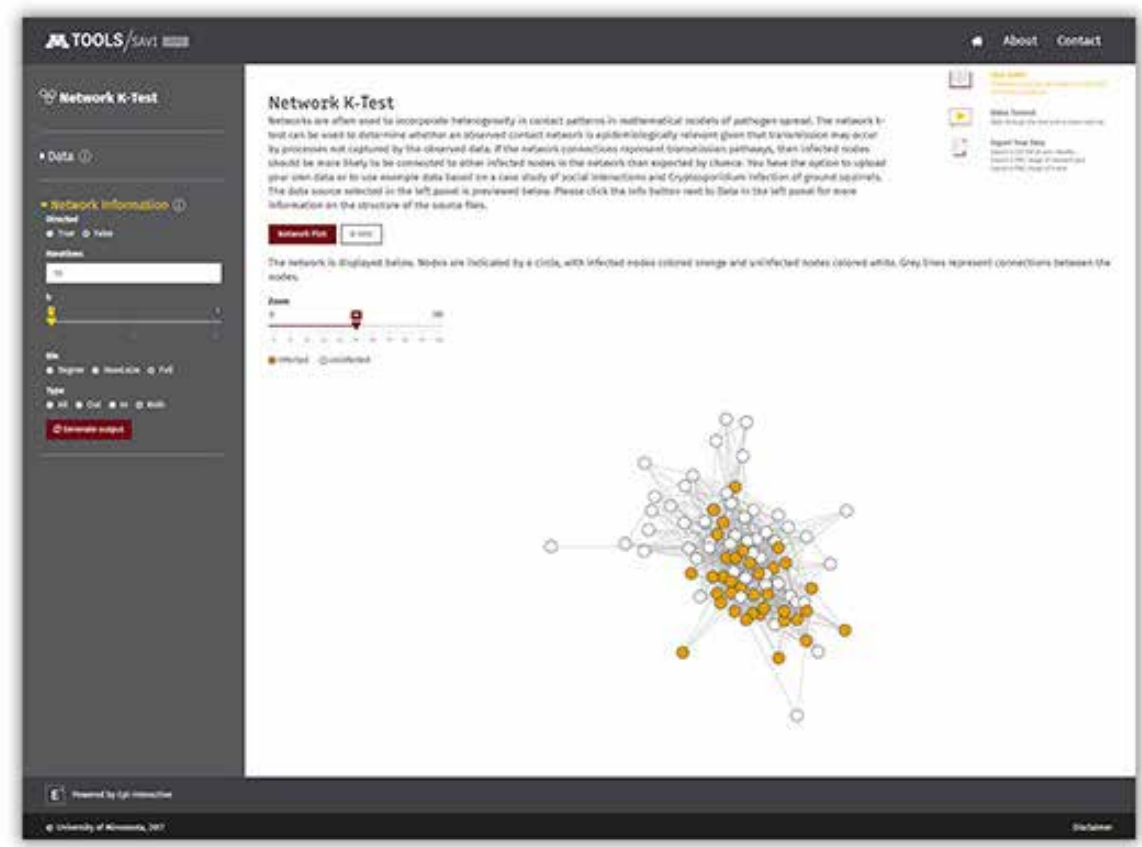 TOOLS/SAVI
About Contact
Network K-Test
Data
Network Information
Directed
True False
Iterations
Bin
Degree Full
Type
All Out In Both
Generate output
Network K-Test
Networks are often used to incorporate heterogeneity in contact patterns in mathematical models of pathogen spread. The network k-
test can be used to determine whether an observed contact network is epidemiologically relevant given that transmission may occur
by processes not captured by the observed data. If the network connections represent transmission pathways, then infected nodes
should be more likely to be connected to other infected nodes in the network than expected by chance. You have the option to upload
your own data or to use example data based on a case study of social interactions and Cryptosporidium infection of ground squirrels.
The data source selected in the left panel is previewed below. Please click the info button next to Data in the left panel for more
information on the structure of the source files.
Network Plot
The network is displayed below. Nodes are indicated by a circle, with infected nodes colored orange and uninfected nodes colored white. Grey lines represent connections between the
nodes.
Zoom
infected uninfected
Powered by Epi-Interactive
© University of Minnesota, 2017
Disclaimer